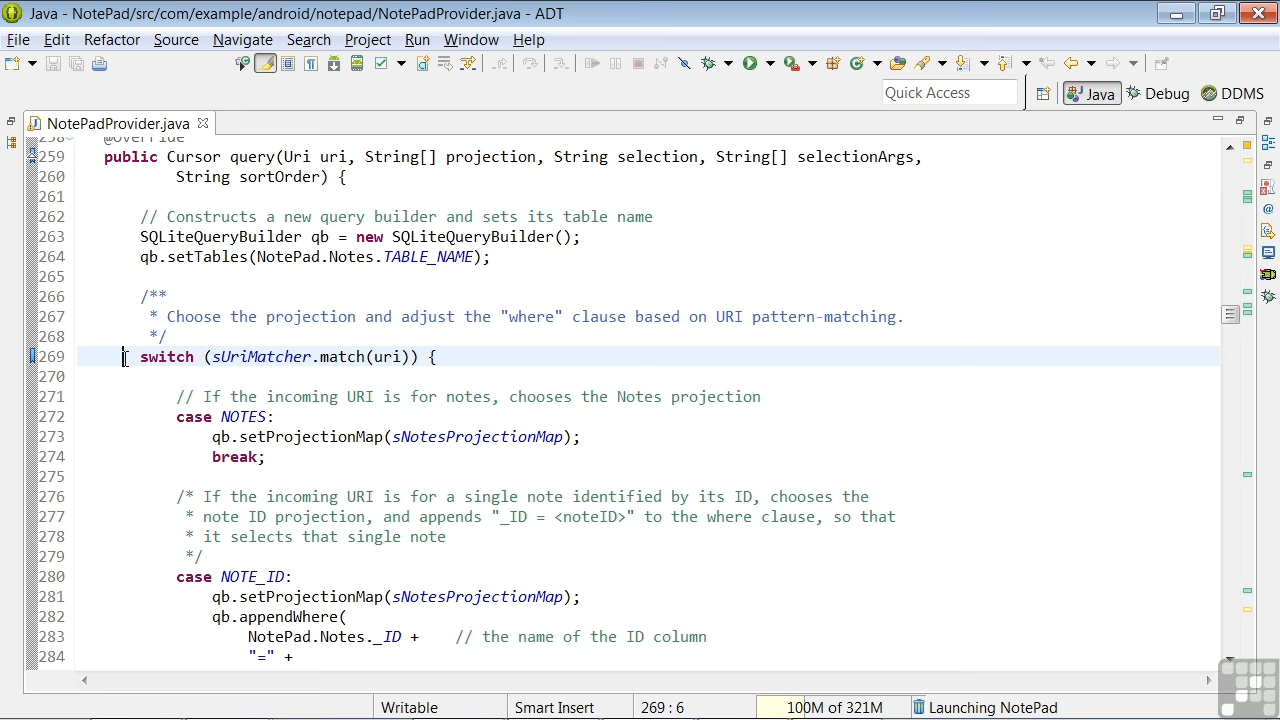 Java - NotePad/src/com/example/android/notepad/NotePadProvider.java - ADT
File Edit Refactor Source Navigate Search Project Run Window Help
Quick Access Java Debug DDMS
NotePadProvider.java
258 @Override
259 public Cursor query(Uri uri, String[] projection, String selection, String[] selectionArgs,
260 String sortOrder) {
261
262 // Constructs a new query builder and sets its table name
263 SQLiteQueryBuilder qb = new SQLiteQueryBuilder();
264 qb.setTables(NotePad.Notes.TABLE_NAME);
265
266 /**
267 * Choose the projection and adjust the "where" clause based on URI pattern-matching.
268 */
269 switch (sUriMatcher.match(uri)) {
270
271 // If the incoming URI is for notes, chooses the Notes projection
272 case NOTES:
273 qb.setProjectionMap(sNotesProjectionMap);
274 break;
275
276 /* If the incoming URI is for a single note identified by its ID, chooses the
277 * note ID projection, and appends "_ID = <noteID>" to the where clause, so that
278 * it selects that single note
279 */
280 case NOTE_ID:
281 qb.setProjectionMap(sNotesProjectionMap);
282 qb.appendWhere(
283 NotePad.Notes._ID + // the name of the ID column
284 "=" +
Writable Smart Insert 269 : 6 100M of 321M Launching NotePad